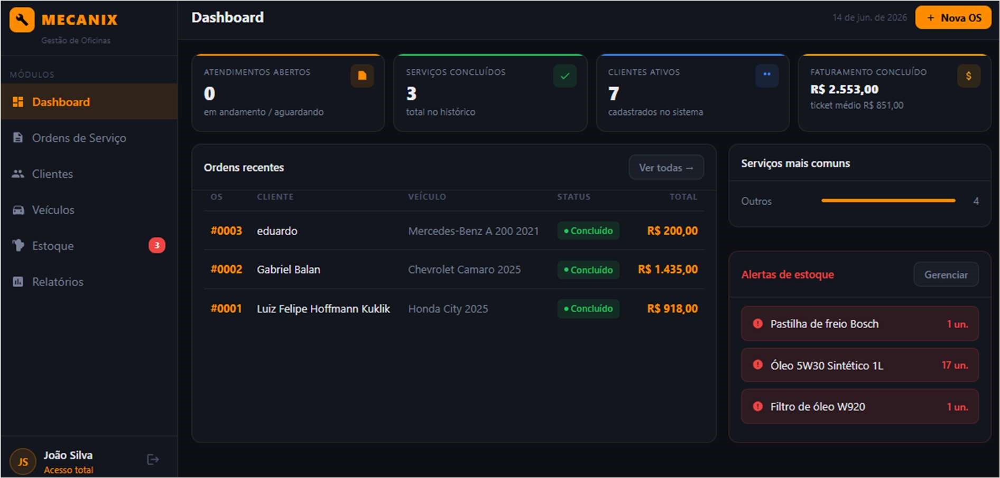 MECANIX
Gestão de Oficinas
MÓDULOS
Dashboard
Ordens de Serviço
Clientes
Veículos
Estoque 3
Relatórios
JS
João Silva
Acesso total
Dashboard
14 de jun. de 2026
+ Nova OS
ATENDIMENTOS ABERTOS
0
em andamento / aguardando
SERVIÇOS CONCLUÍDOS
3
total no histórico
CLIENTES ATIVOS
7
cadastrados no sistema
FATURAMENTO CONCLUÍDO
$
R$ 2.553,00
ticket médio R$ 851,00
Ordens recentes
Ver todas →
OS CLIENTE VEÍCULO STATUS TOTAL
#0003 eduardo Mercedes-Benz A 200 2021 Concluído R$ 200,00
#0002 Gabriel Balan Chevrolet Camaro 2025 Concluído R$ 1.435,00
#0001 Luiz Felipe Hoffmann Kuklik Honda City 2025 Concluído R$ 918,00
Serviços mais comuns
Outros 4
Alertas de estoque
Gerenciar
Pastilha de freio Bosch 1 un.
Óleo 5W30 Sintético 1L 17 un.
Filtro de óleo W920 1 un.